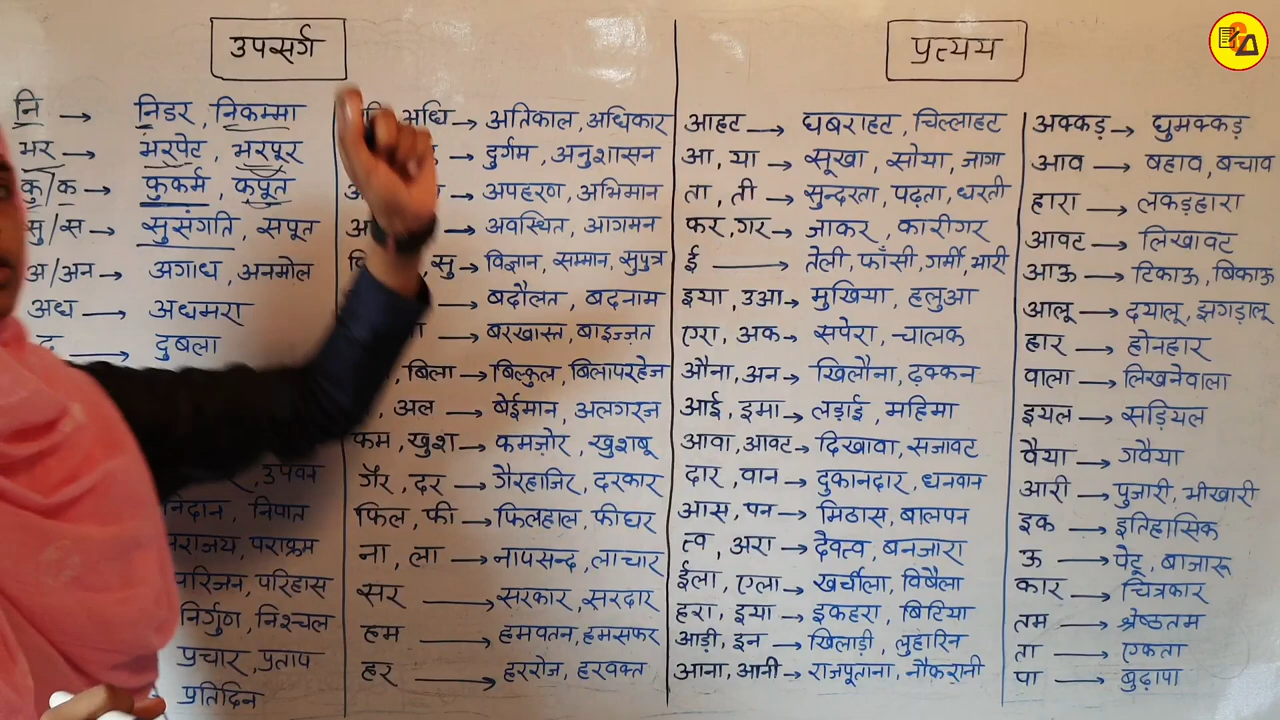 उपसर्ग
नि → निडर, निकम्मा
भर → भरपेट, भरपूर
कु/क → कुकर्म, कपूत
सु/स → सुसंगति, सपूत
अ/अन → अगाध, अनमोल
अध → अधमरा
→ दुबला
उपवन
निदान, निपात
पराजय, पराक्रम
परिजन, परिहास
निर्गुण, निश्चल
प्रचार, प्रताप
प्रतिदिन
अधि → अतिकाल, अधिकार
→ दुर्गम, अनुशासन
→ अपहरण, अभिमान
→ अवस्थित, आगमन
, सु → विज्ञान, सम्मान, सुपुत्र
→ बदौलत, बदनाम
→ बरखास्त, बाइज्ज़त
, बिला → बिल्कुल, बिलापरहेज
, अल → बेईमान, अलगरज
कम, खुश → कमज़ोर, खुशबू
गैर, दर → गैरहाजिर, दरकार
फिल, फी → फिलहाल, फीघर
ना, ला → नापसन्द, लाचार
सर → सरकार, सरदार
हम → हमवतन, हमसफर
हर → हररोज, हरवक्त
प्रत्यय
आहट → घबराहट, चिल्लाहट
आ, या → सूखा, सोया, जागा
ता, ती → सुन्दरता, पढ़ता, धरती
कर, गर → जाकर, कारीगर
ई → तेली, फाँसी, गर्मी, भारी
इया, उआ → मुखिया, हलुआ
एरा, अक → सपेरा, चालक
औना, अन → खिलौना, ढ़क्कन
आई, इमा → लड़ाई, महिमा
आवा, आवट → दिखावा, सजावट
दार, वान → दुकानदार, धनवान
आस, पन → मिठास, बालपन
त्व, अरा → देवत्व, बनजारा
ईला, एला → खर्चीला, विषैला
हरा, इया → इकहरा, बिटिया
आड़ी, इन → खिलाड़ी, लुहारिन
आना, आनी → राजपूताना, नौकरानी
अक्कड़ → घुमक्कड़
आव → बहाव, बचाव
हारा → लकड़हारा
आवट → लिखावट
आऊ → टिकाऊ, बिकाऊ
आलू → दयालू, झगड़ालू
हार → होनहार
वाला → लिखनेवाला
इयल → सड़ियल
वैया → गवैया
आरी → पुजारी, भीखारी
इक → इतिहासिक
ऊ → पेटू, बाजारू
कार → चित्रकार
तम → श्रेष्ठतम
ता → एकता
पा → बुढ़ापा